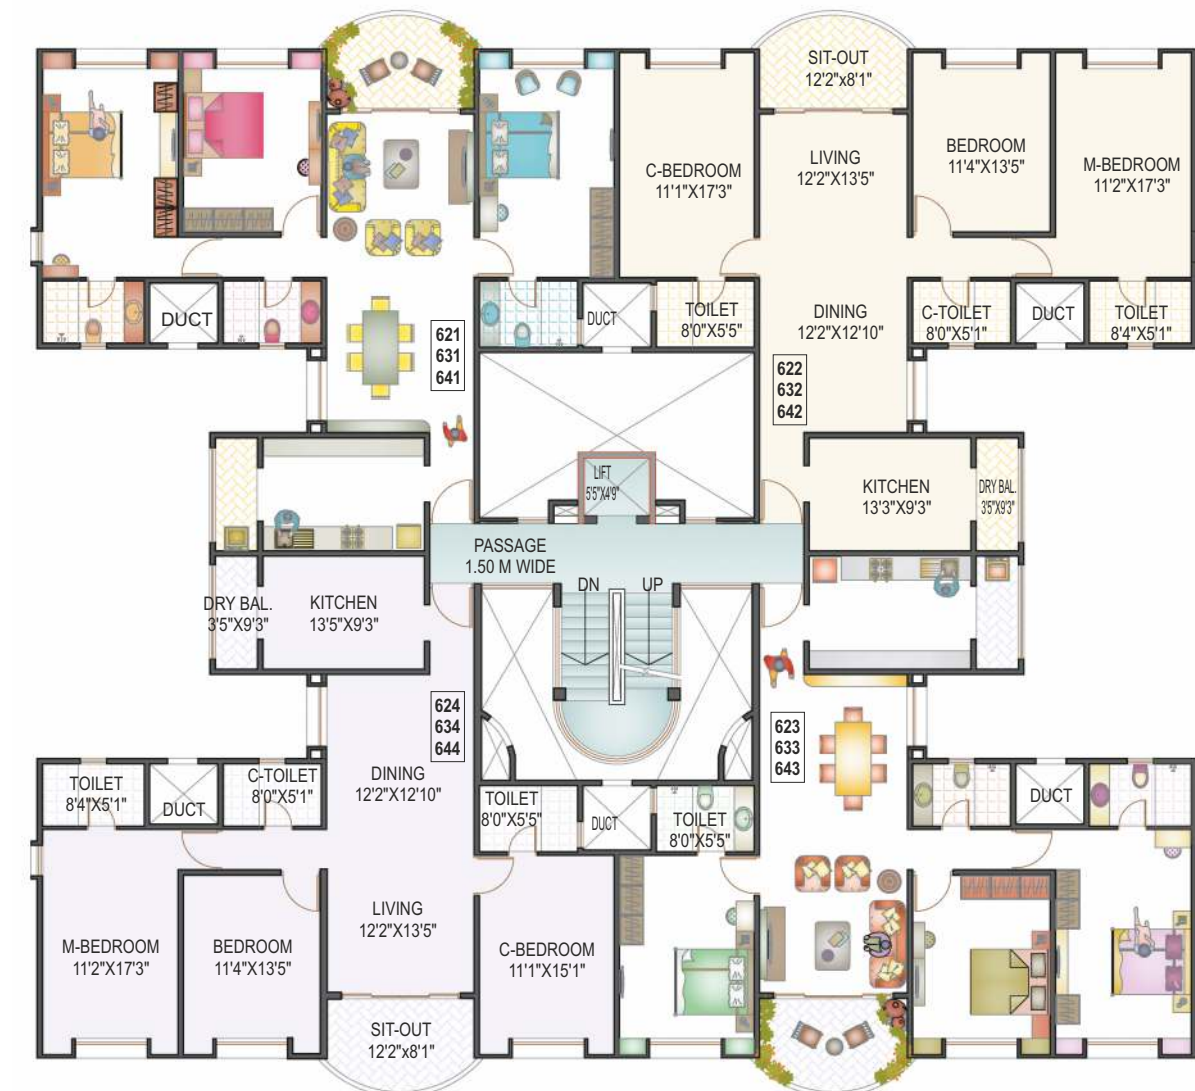 SIT-OUT
12'2"x8'1"
C-BEDROOM
11'1"X17'3"
LIVING
12'2"X13'5"
BEDROOM
11'4"X13'5"
M-BEDROOM
11'2"X17'3"
DUCT
DUCT
TOILET
8'0"X5'5"
DINING
12'2"X12'10"
C-TOILET
8'0"X5'1"
DUCT
TOILET
8'4"X5'1"
621
631
641
622
632
642
LIFT
5'5"X4'9"
KITCHEN
13'3"X9'3"
DRY BAL.
3'5"X9'3"
PASSAGE
1.50 M WIDE
DN
UP
DRY BAL.
3'5"X9'3"
KITCHEN
13'5"X9'3"
624
634
644
623
633
643
TOILET
8'4"X5'1"
DUCT
C-TOILET
8'0"X5'1"
DINING
12'2"X12'10"
TOILET
8'0"X5'5"
DUCT
TOILET
8'0"X5'5"
DUCT
M-BEDROOM
11'2"X17'3"
BEDROOM
11'4"X13'5"
LIVING
12'2"X13'5"
C-BEDROOM
11'1"X15'1"
SIT-OUT
12'2"x8'1"